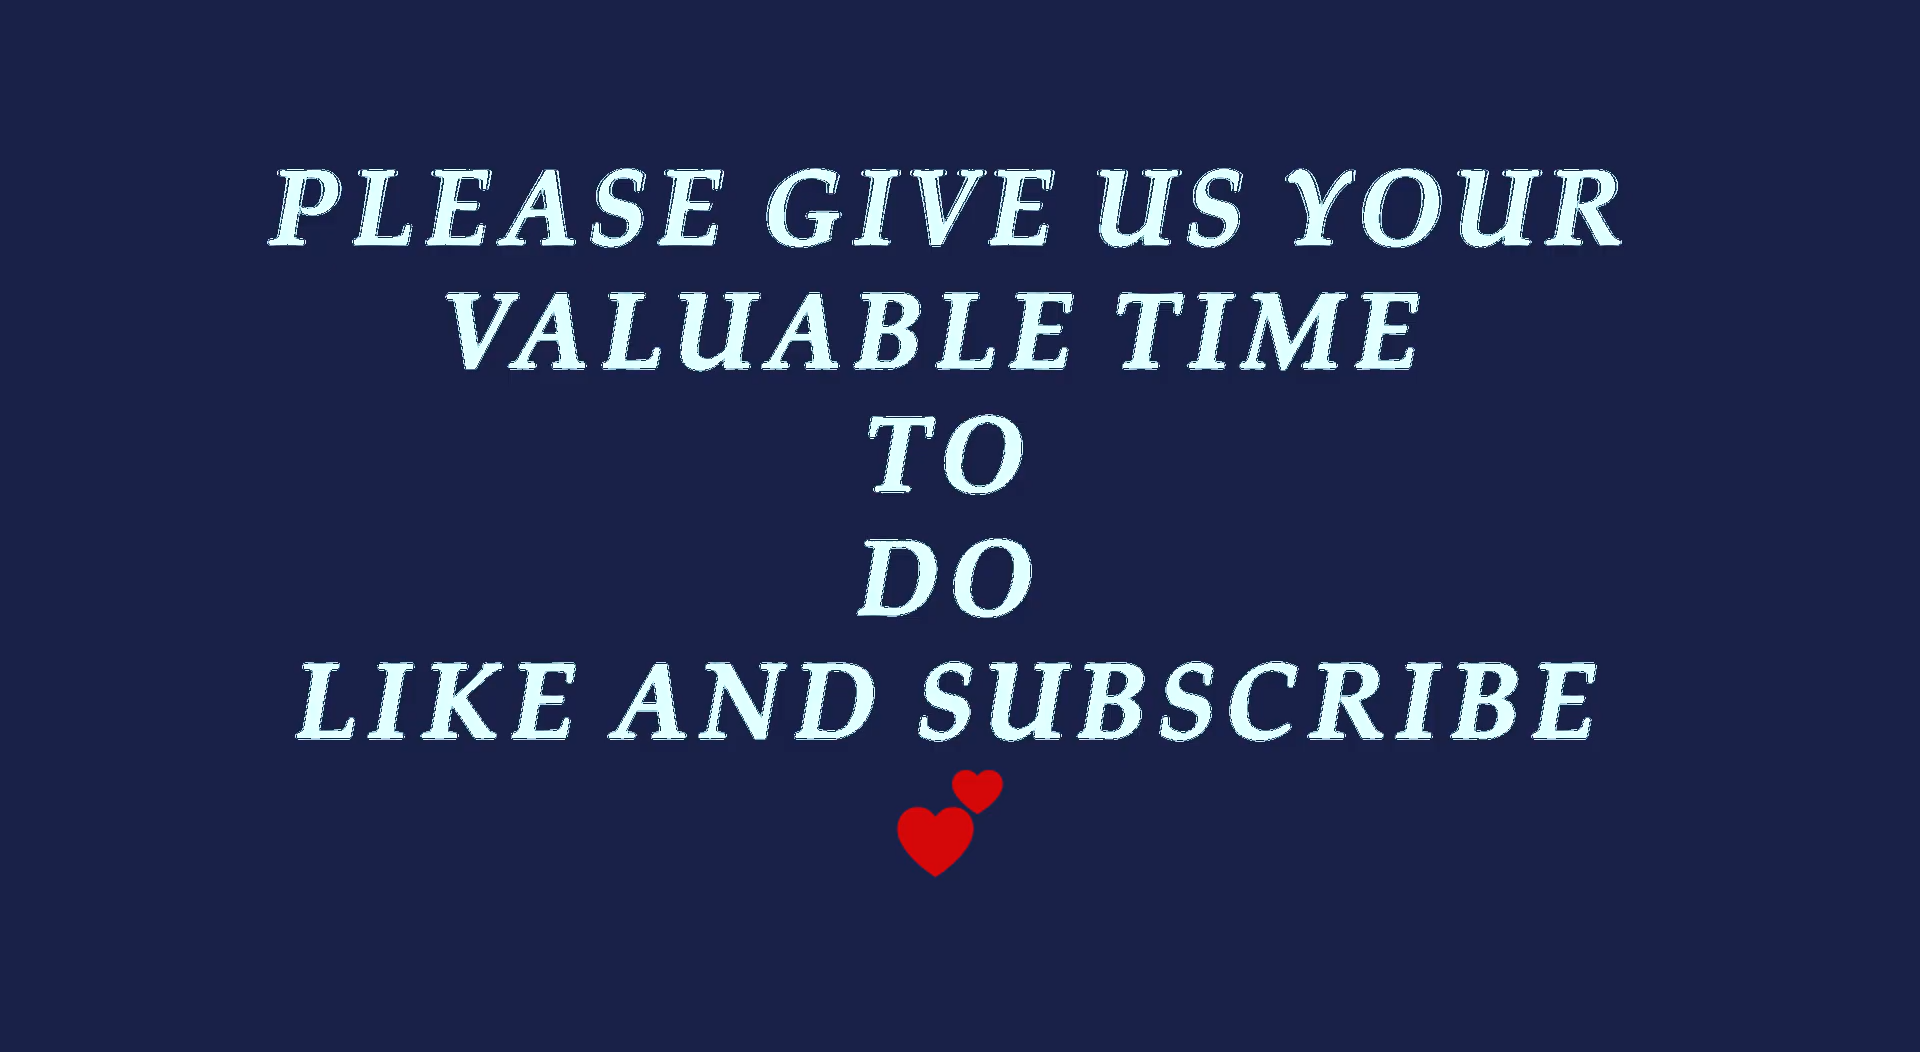 PLEASE GIVE US YOUR
VALUABLE TIME
TO
DO
LIKE AND SUBSCRIBE